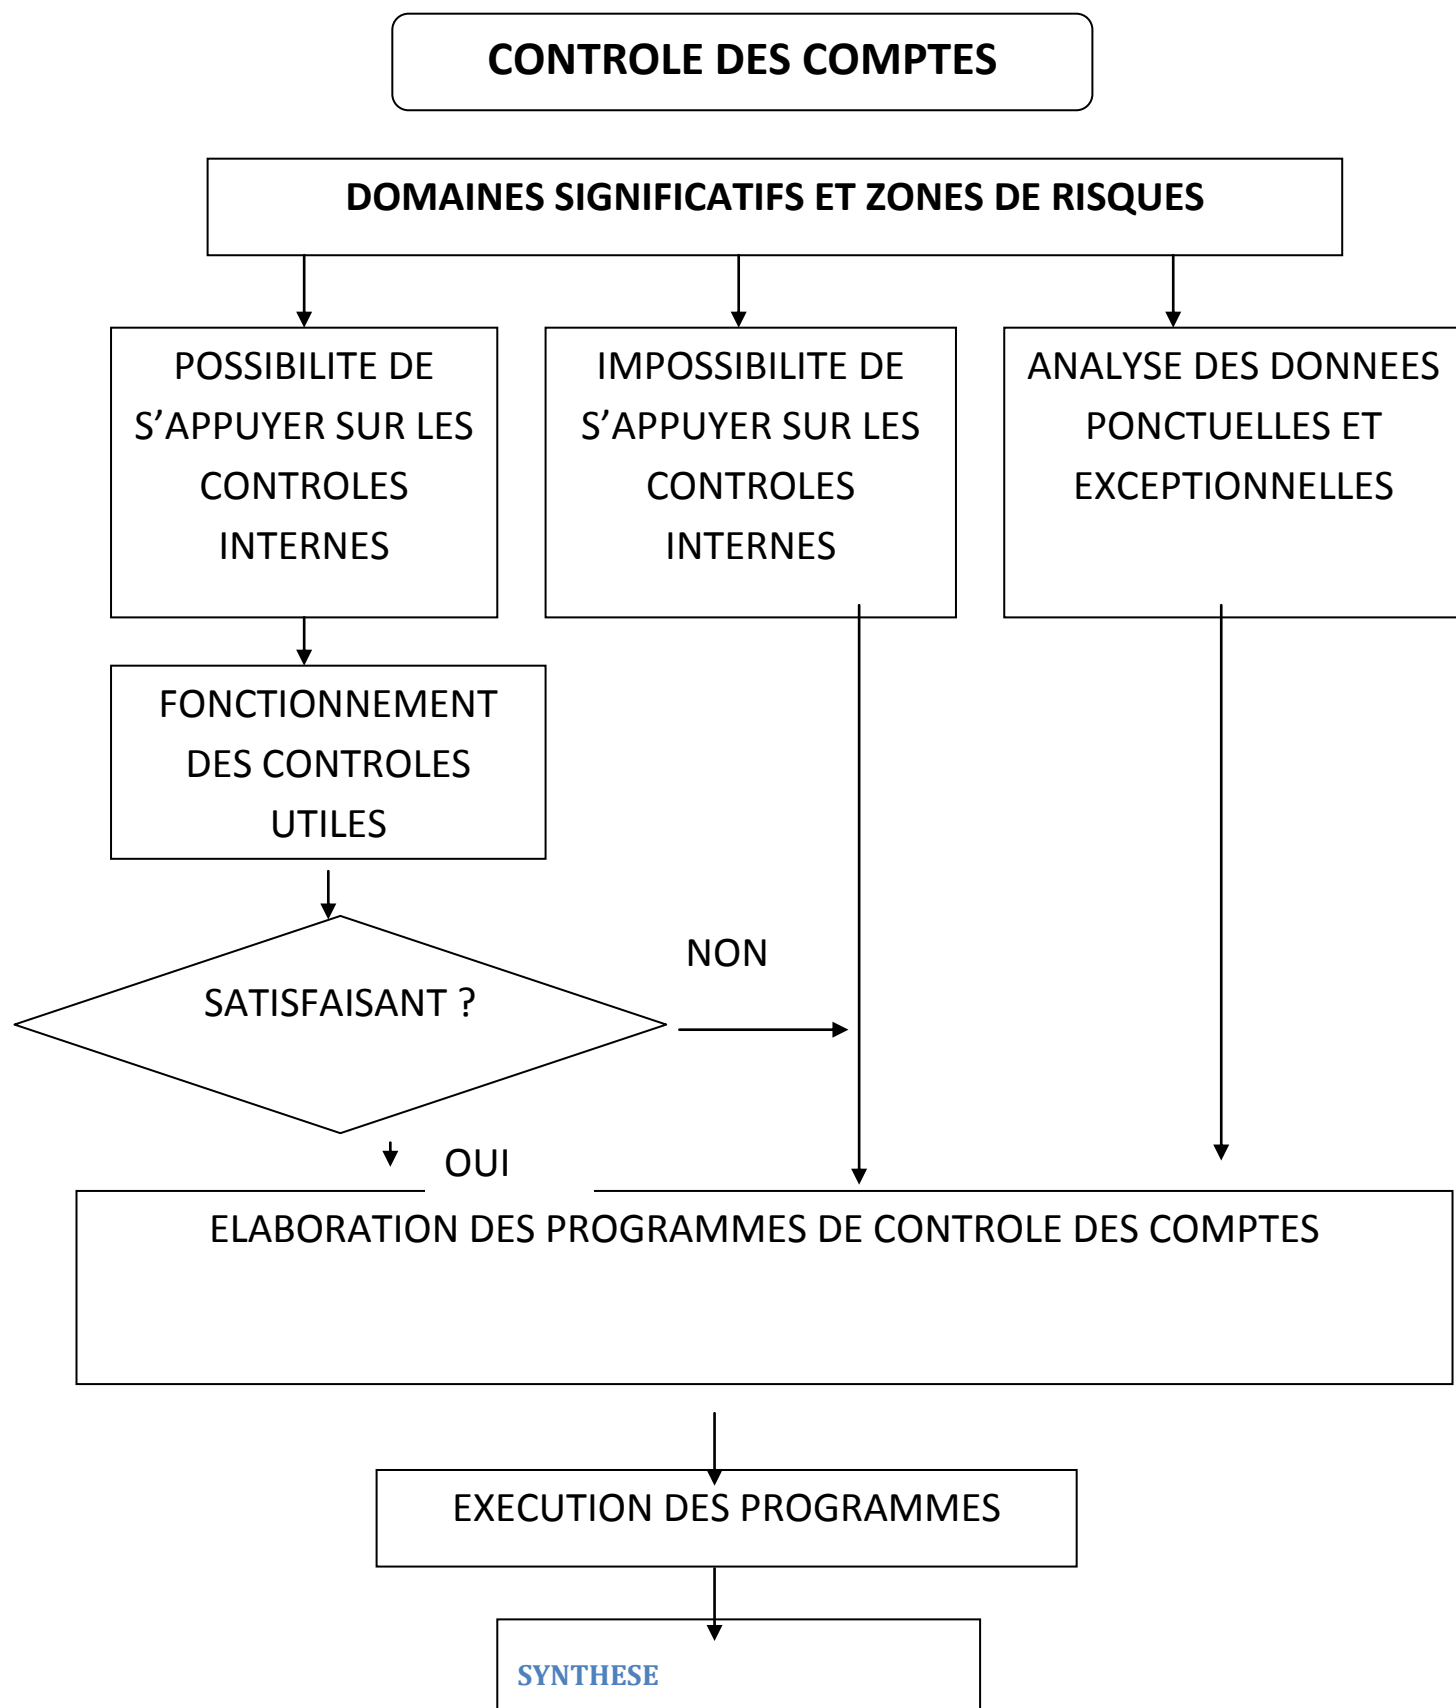 CONTROLE DES COMPTES
DOMAINES SIGNIFICATIFS ET ZONES DE RISQUES
POSSIBILITE DE
S’APPUYER SUR LES
CONTROLES
INTERNES
IMPOSSIBILITE DE
S’APPUYER SUR LES
CONTROLES
INTERNES
ANALYSE DES DONNEES
PONCTUELLES ET
EXCEPTIONNELLES
FONCTIONNEMENT
DES CONTROLES
UTILES
SATISFAISANT ?
NON
OUI
ELABORATION DES PROGRAMMES DE CONTROLE DES COMPTES
EXECUTION DES PROGRAMMES
SYNTHESE